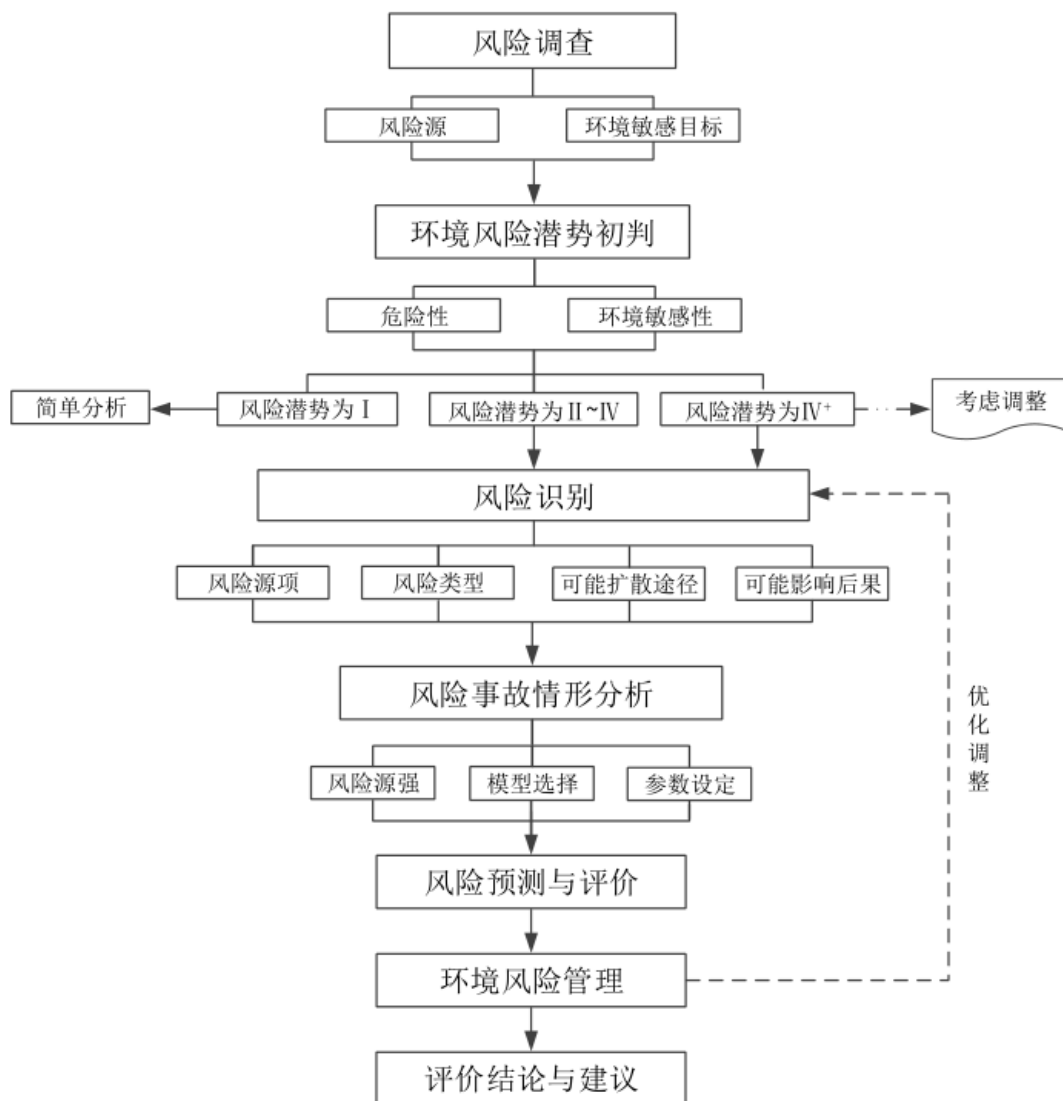 风险调查
风险源
环境敏感目标
环境风险潜势初判
危险性
环境敏感性
简单分析
风险潜势为Ⅰ
风险潜势为Ⅱ~Ⅳ
风险潜势为Ⅳ⁺
考虑调整
风险识别
风险源项
风险类型
可能扩散途径
可能影响后果
风险事故情形分析
优化调整
风险源强
模型选择
参数设定
风险预测与评价
环境风险管理
评价结论与建议